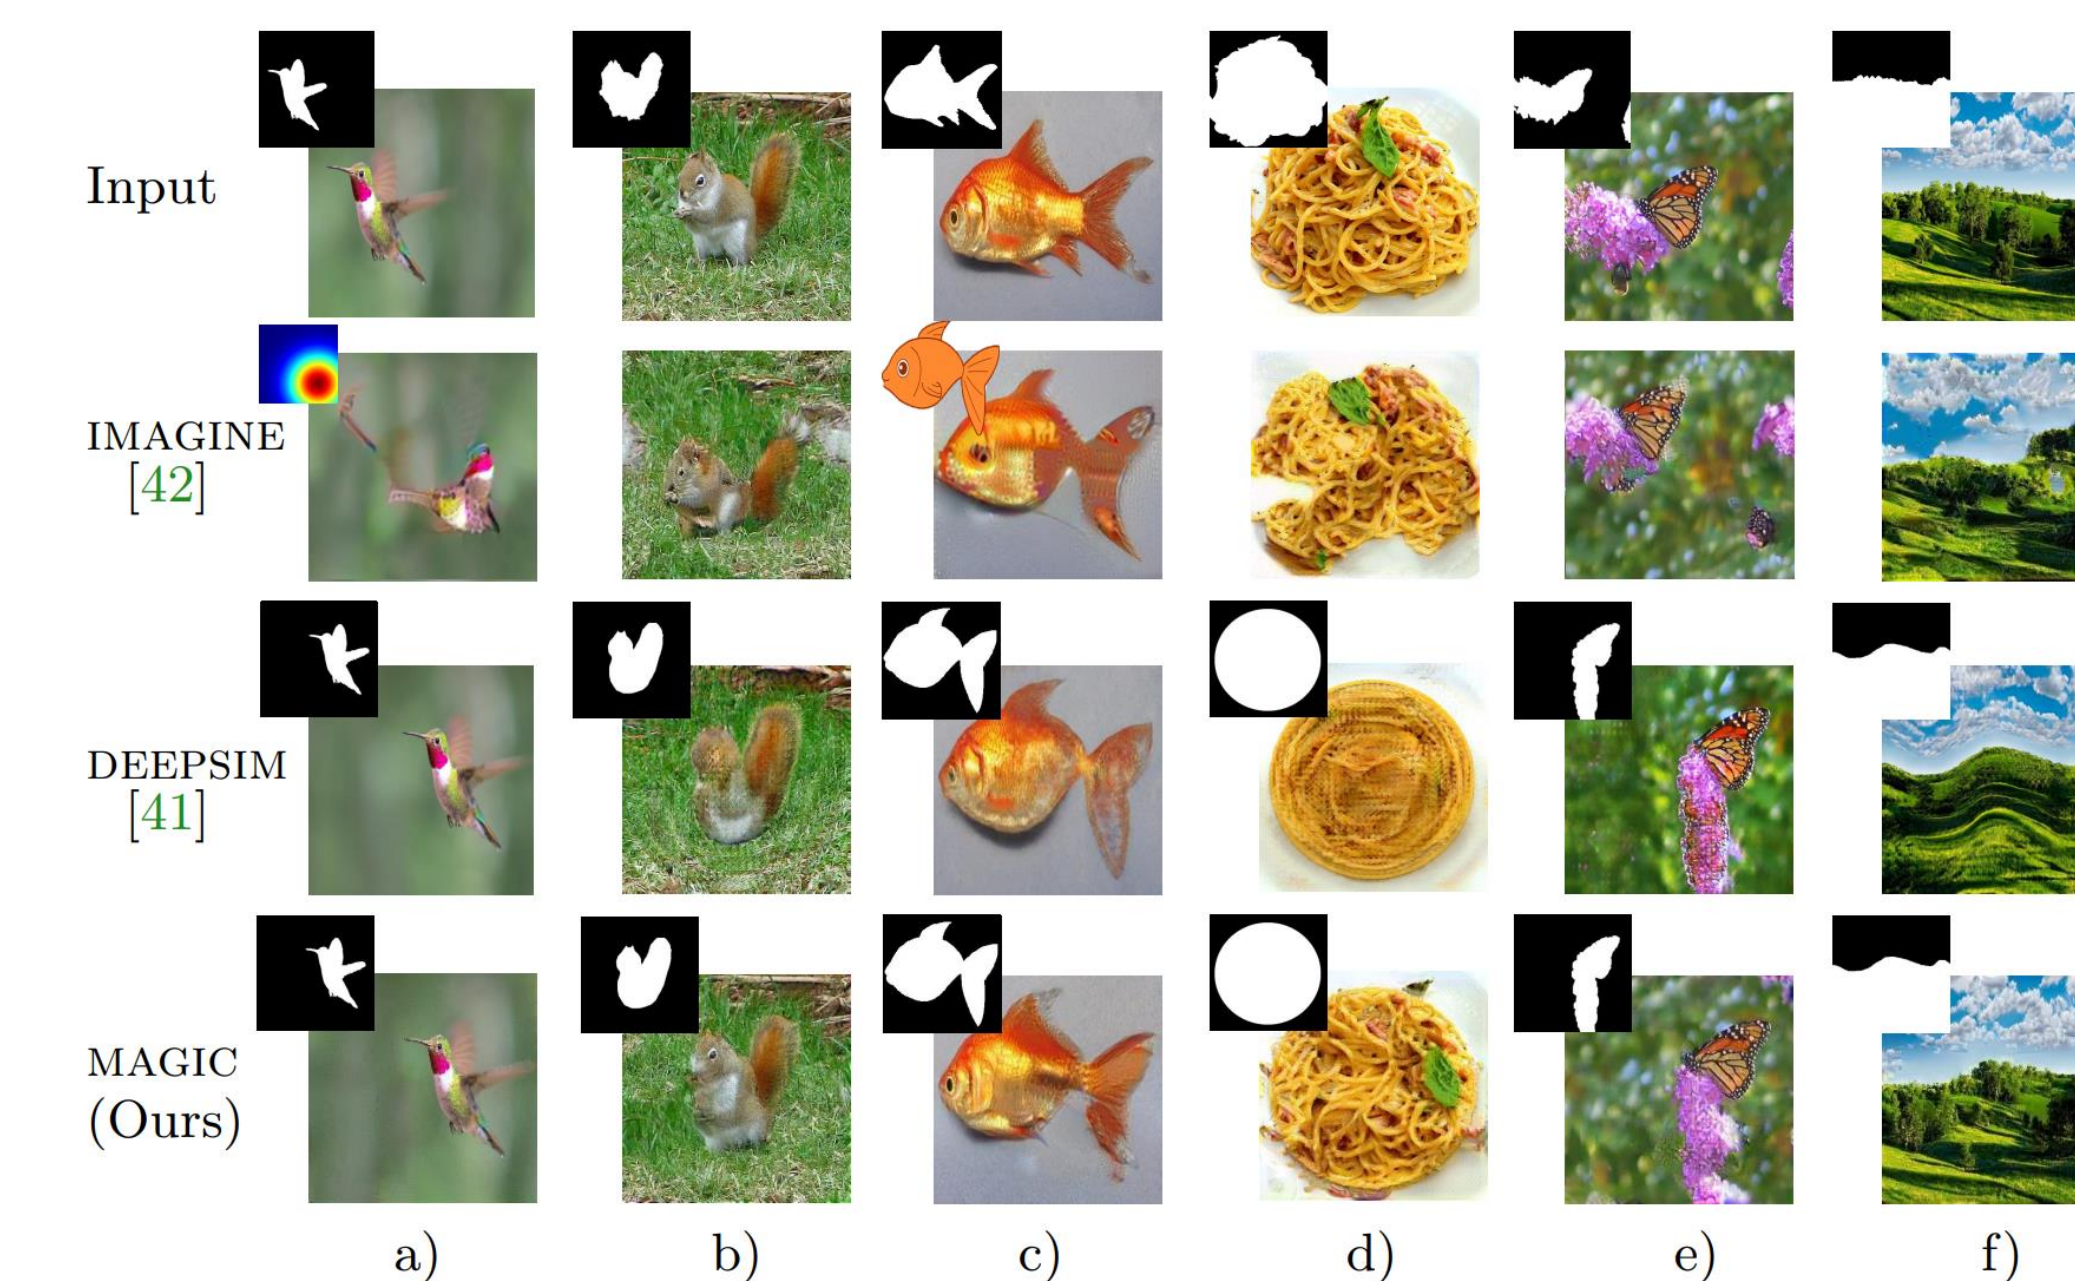 Input
IMAGINE
[42]
DEEPSIM
[41]
MAGIC
(Ours)
a) b) c) d) e) f)